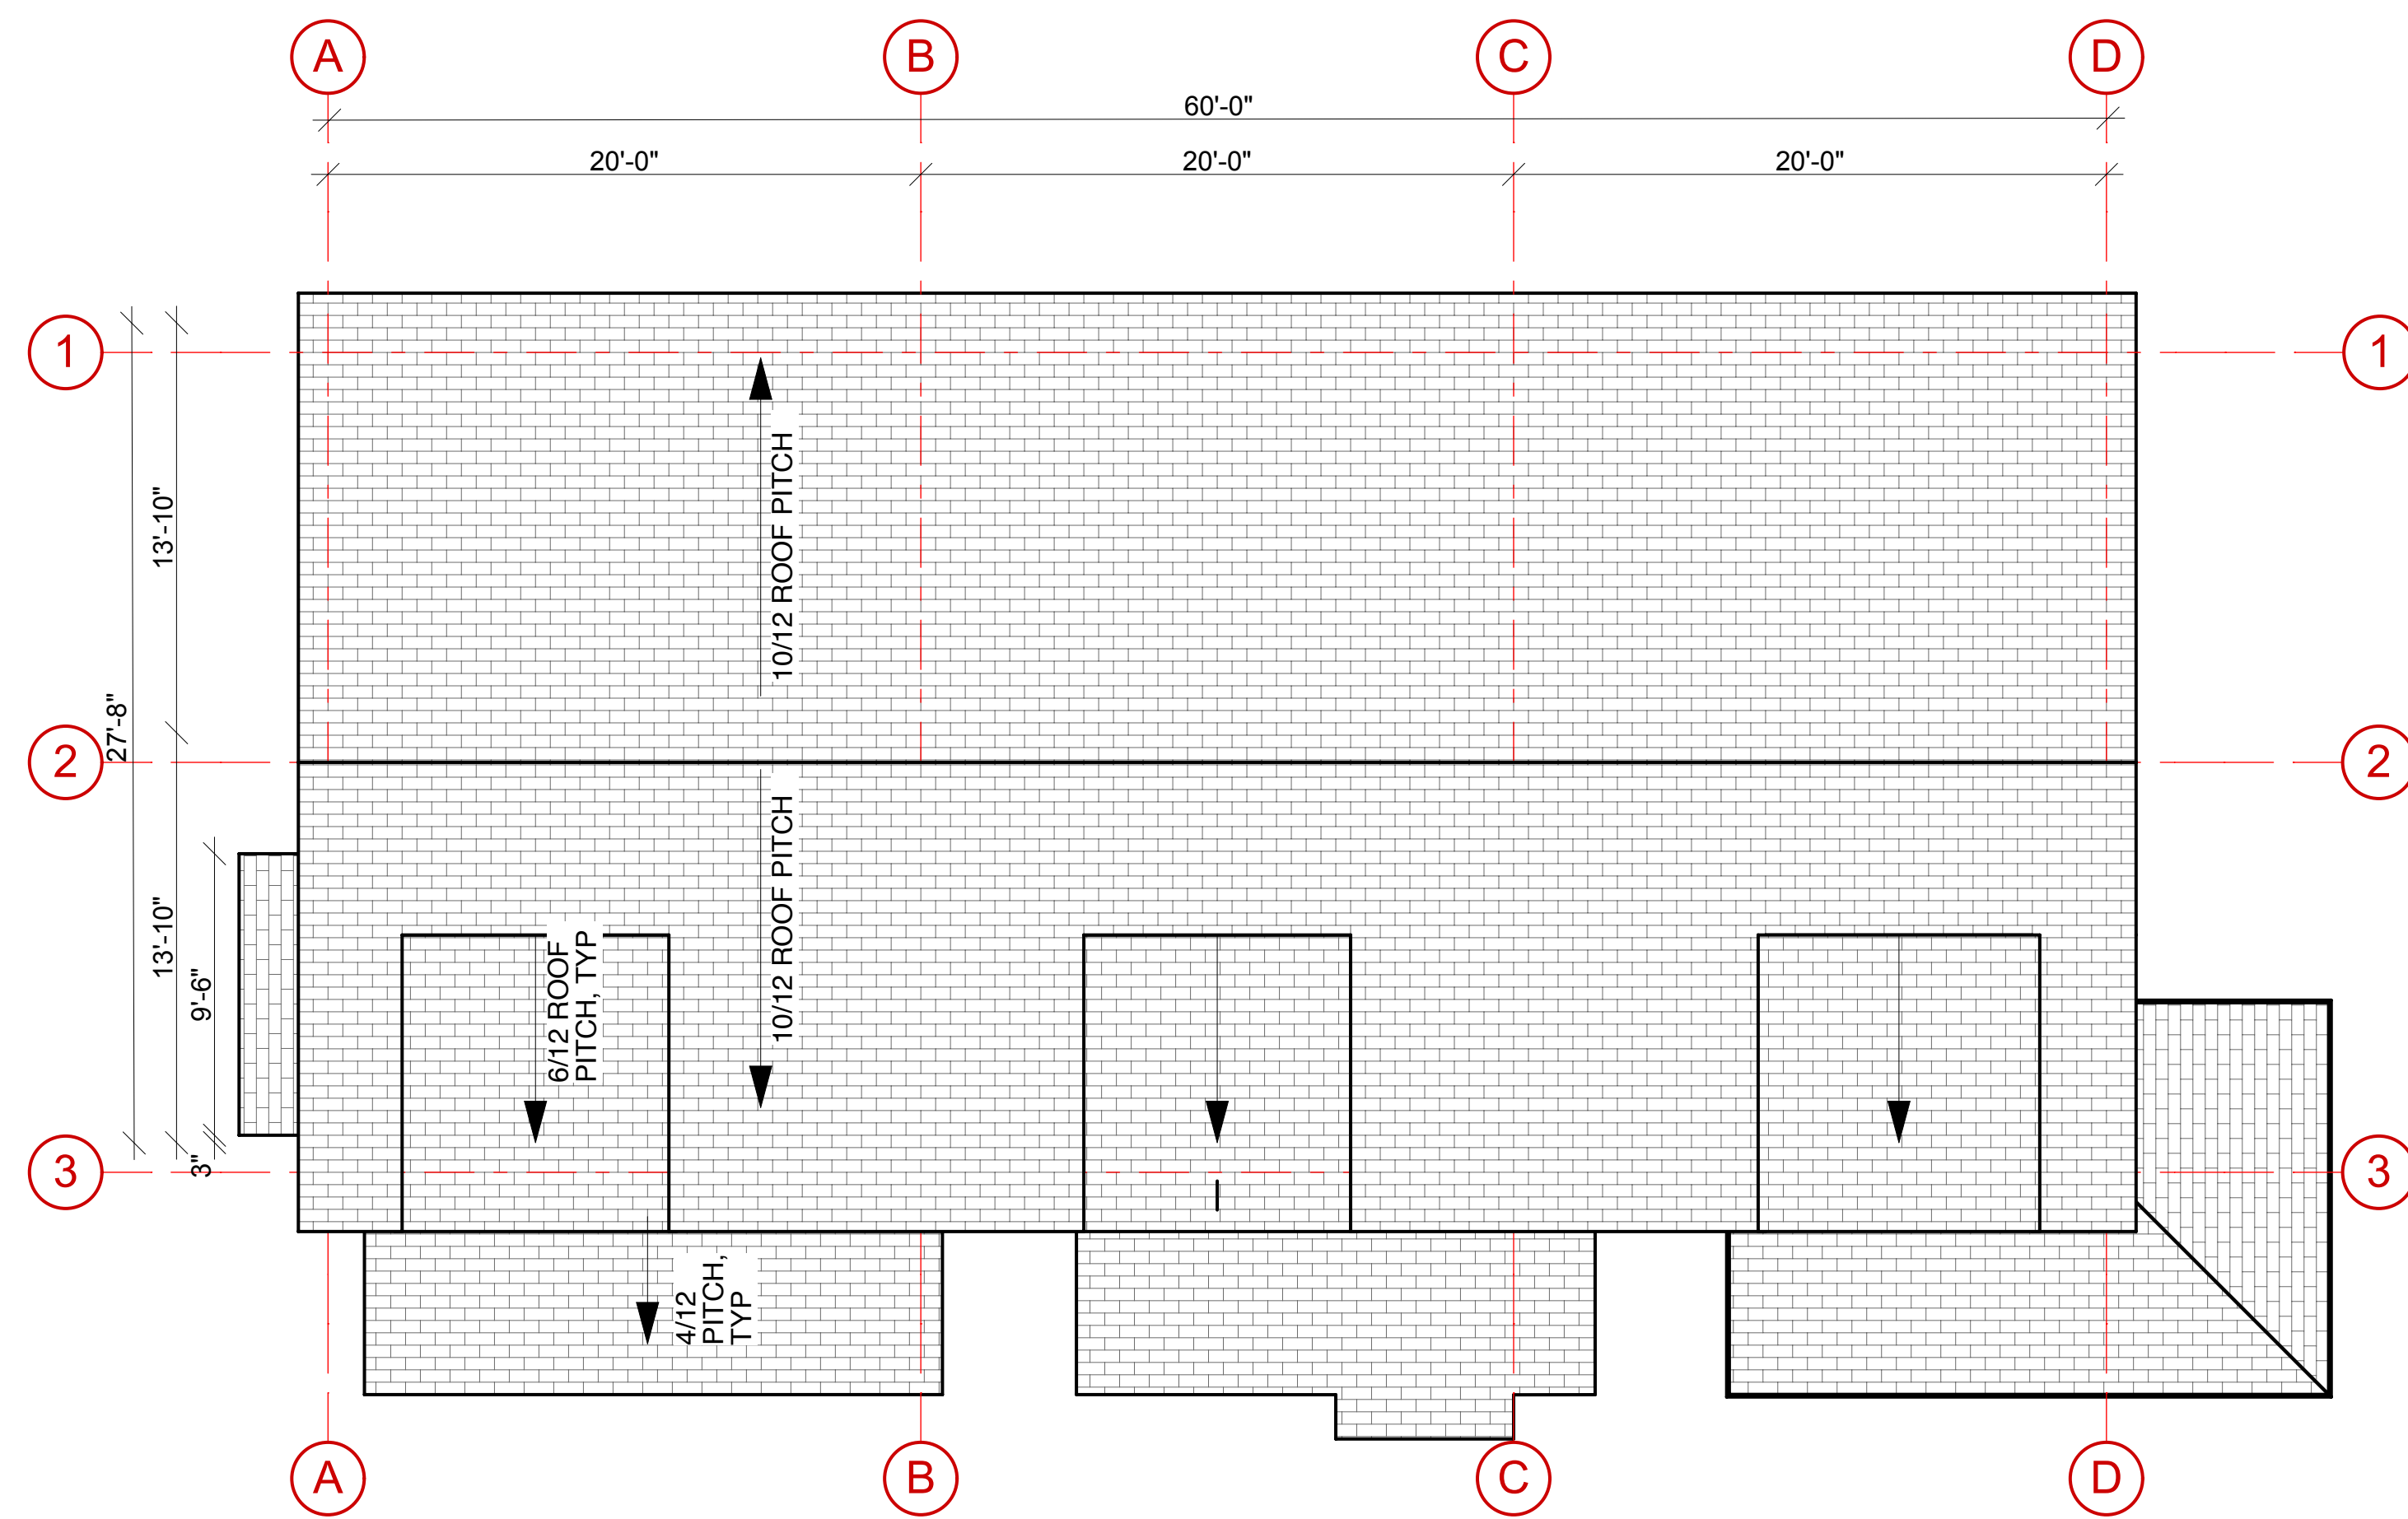 A B C D
60'-0"
20'-0" 20'-0" 20'-0"
1 1
13'-10"
10/12 ROOF PITCH
27'-8"
2 2
13'-10"
10/12 ROOF PITCH
9'-6"
6/12 ROOF
PITCH, TYP
3"
3 3
4/12
PITCH,
TYP
A B C D